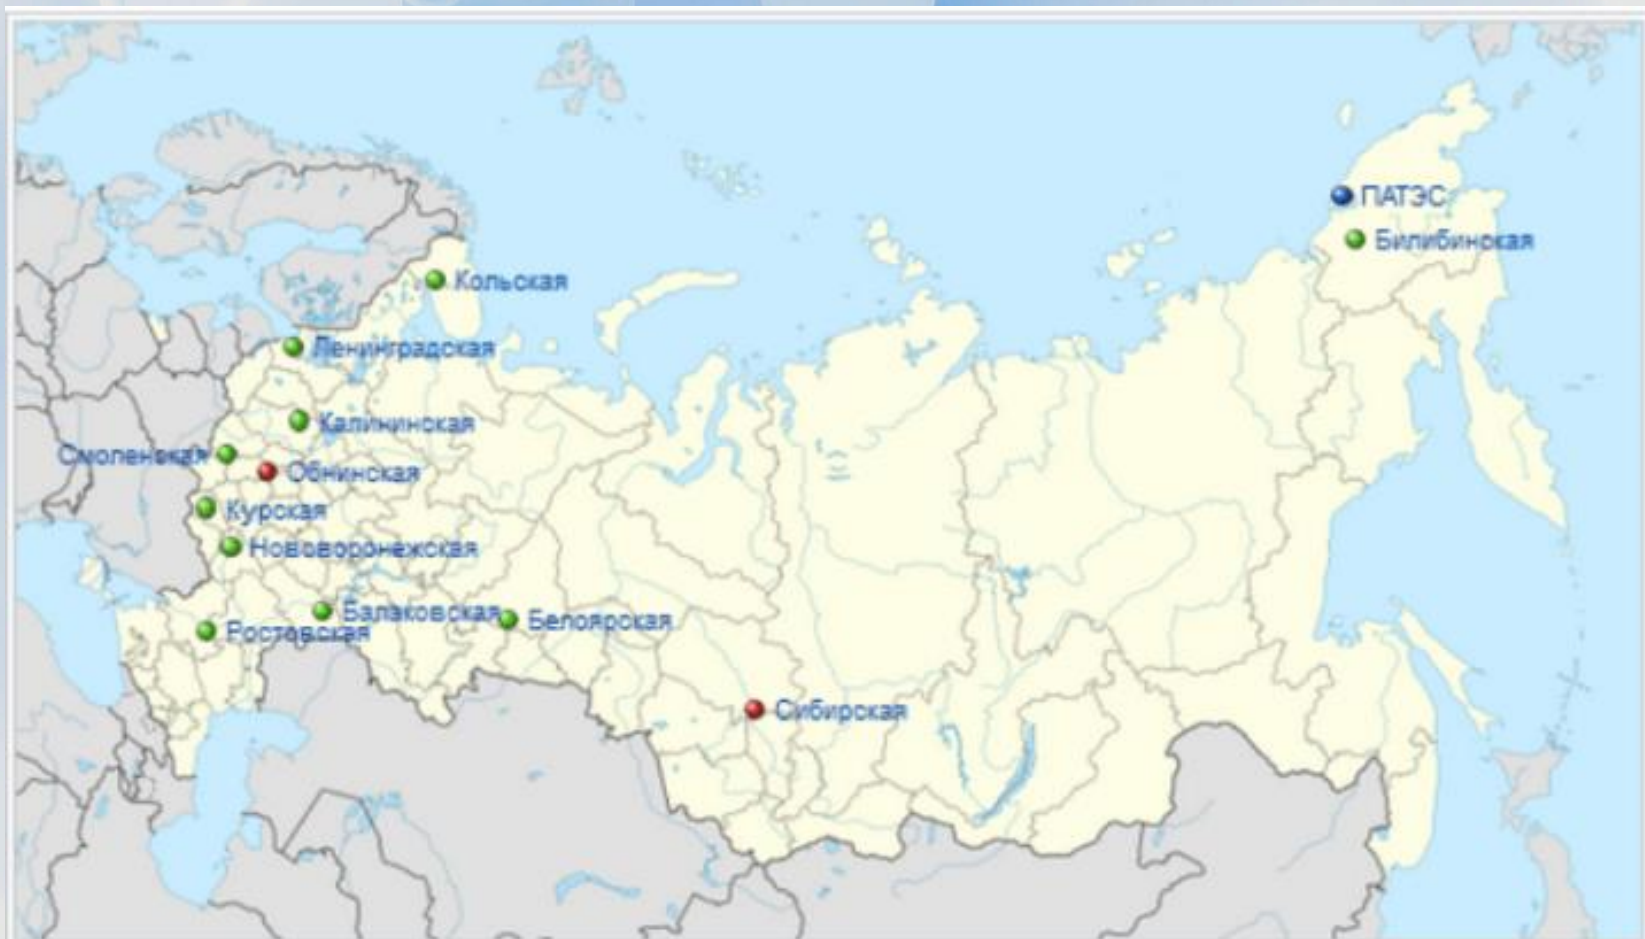 ПАТЭС
Билибинская
Кольская
Ленинградская
Калининская
Смоленская
Обнинская
Курская
Нововоронежская
Балаковская
Белоярская
Ростовская
Сибирская